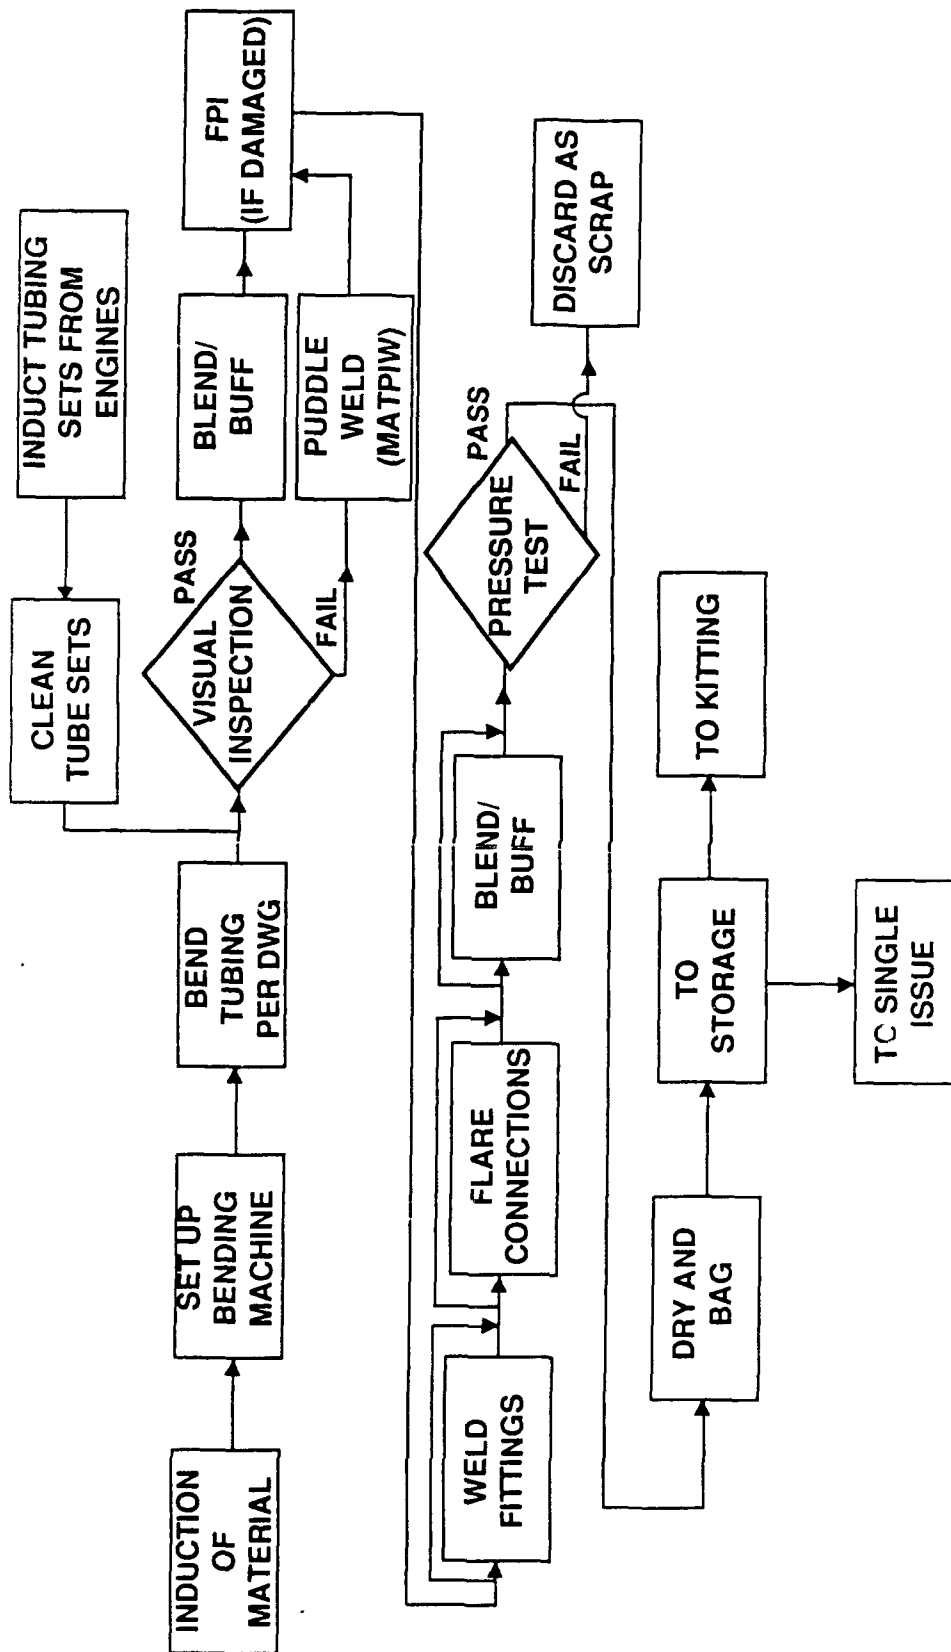 INDUCT TUBING
SETS FROM
ENGINES
CLEAN
TUBE SETS
INDUCTION
OF
MATERIAL
SET UP
BENDING
MACHINE
BEND
TUBING
PER DWG
VISUAL
INSPECTION
PASS
FAIL
BLEND/
BUFF
PUDDLE
WELD
(MATPIW)
FPI
(IF DAMAGED)
WELD
FITTINGS
FLARE
CONNECTIONS
BLEND/
BUFF
PRESSURE
TEST
PASS
FAIL
DISCARD AS
SCRAP
DRY AND
BAG
TO
STORAGE
TO KITTING
TO SINGLE
ISSUE